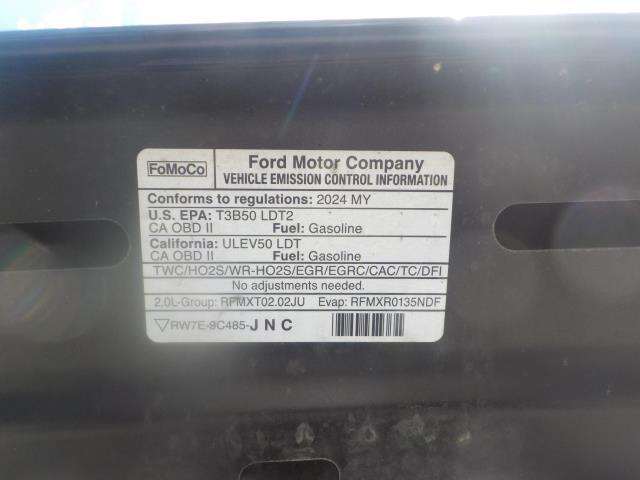 FoMoCo
Ford Motor Company
VEHICLE EMISSION CONTROL INFORMATION
Conforms to regulations: 2024 MY
U.S. EPA: T3B50 LDT2
CA OBD II Fuel: Gasoline
California: ULEV50 LDT
CA OBD II Fuel: Gasoline
TWC/HO2S/WR-HO2S/EGR/EGRC/CAC/TC/DFI
No adjustments needed.
2.0L-Group: RFMXT02.02JU Evap: RFMXR0135NDF
RW7E-9C485-J N C